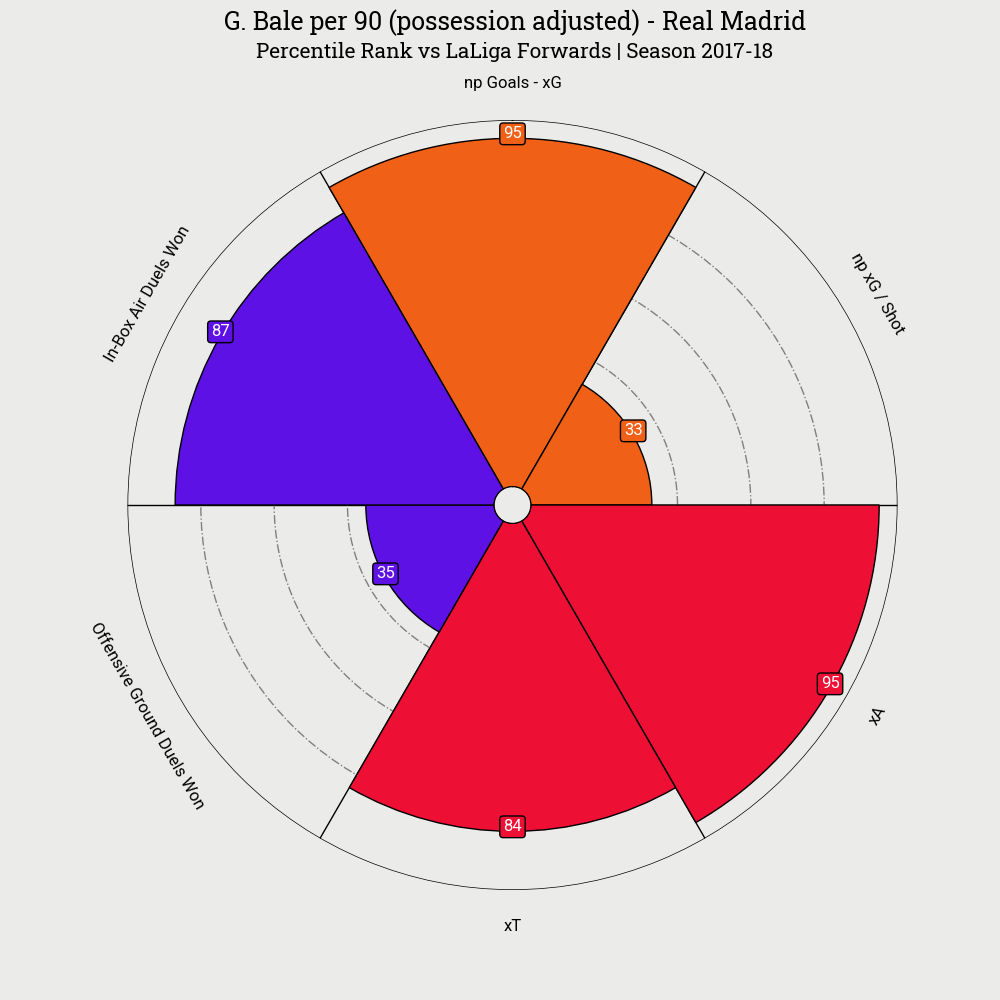 G. Bale per 90 (possession adjusted) - Real Madrid
Percentile Rank vs LaLiga Forwards | Season 2017-18
np Goals - xG
95
np xG / Shot
33
In-Box Air Duels Won
87
Offensive Ground Duels Won
35
xA
95
84
xT